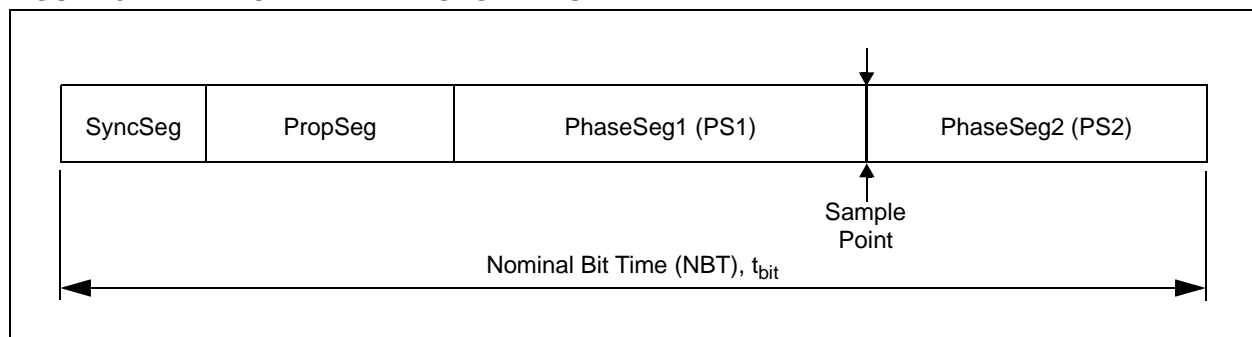 SyncSeg
PropSeg
PhaseSeg1 (PS1)
PhaseSeg2 (PS2)
Sample
Point
Nominal Bit Time (NBT), tbit